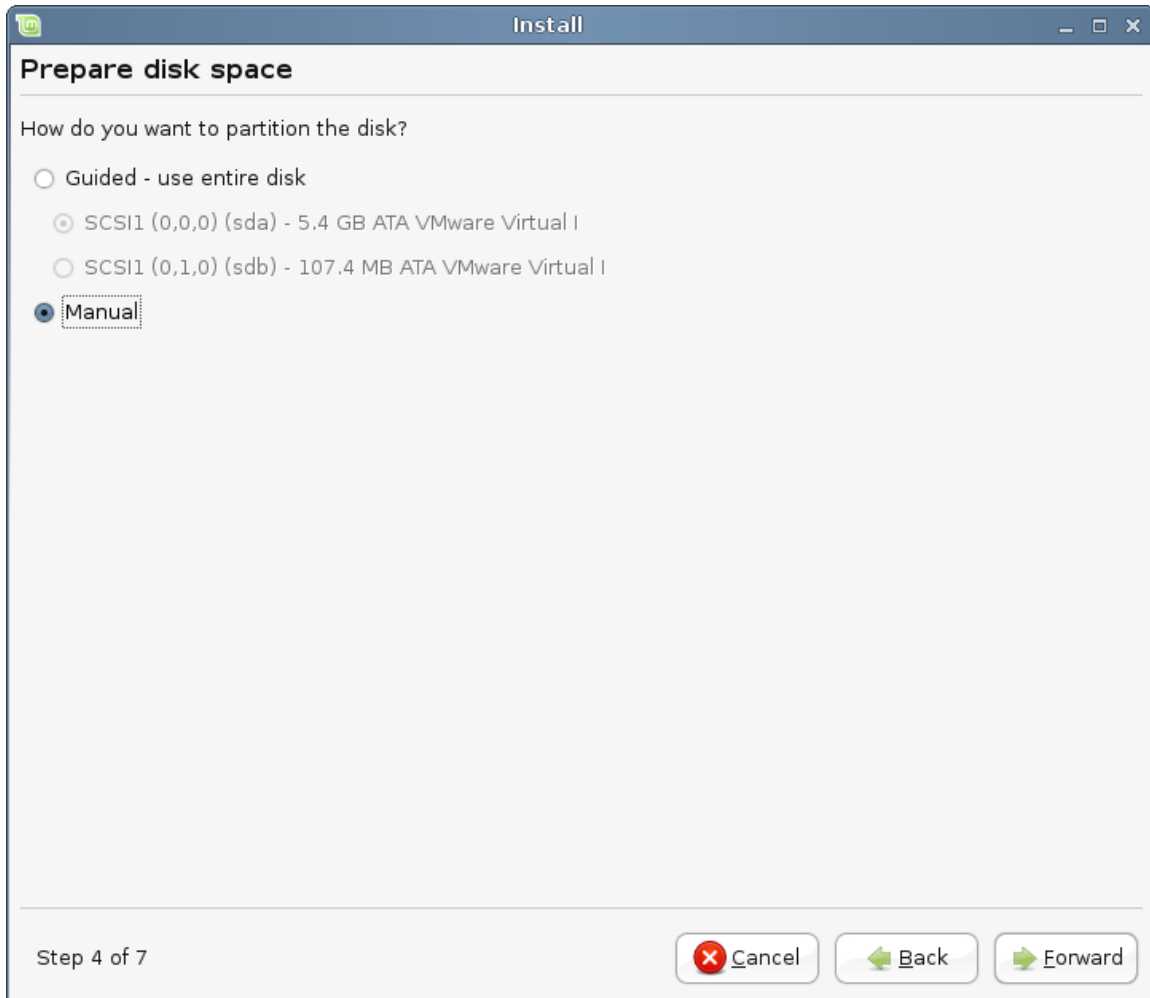 Install
Prepare disk space
How do you want to partition the disk?
Guided - use entire disk
SCSI1 (0,0,0) (sda) - 5.4 GB ATA VMware Virtual I
SCSI1 (0,1,0) (sdb) - 107.4 MB ATA VMware Virtual I
Manual
Step 4 of 7
Cancel
Back
Forward